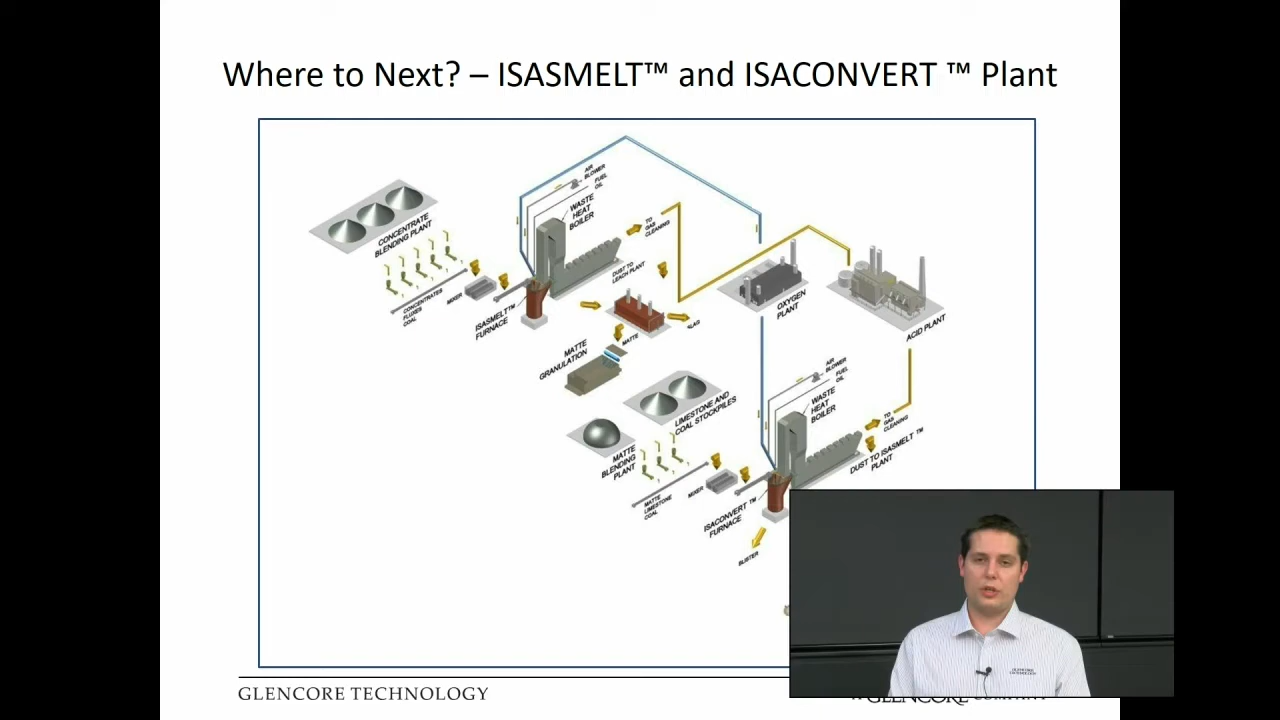 Where to Next? – ISASMELT™ and ISACONVERT ™ Plant
AIR
BLOWER
FUEL
OIL
WASTE
HEAT
BOILER
TO
GAS
CLEANING
CONCENTRATE
BLENDING PLANT
DUST TO
LEACH PLANT
CONCENTRATES
FLUXES
COAL
MIXER
ISASMELT™
FURNACE
OXYGEN
PLANT
ACID PLANT
SLAG
MATTE
MATTE
GRANULATION
LIMESTONE AND
COAL STOCKPILES
AIR
BLOWER
FUEL
OIL
WASTE
HEAT
BOILER
TO
GAS
CLEANING
MATTE
BLENDING
PLANT
DUST TO ISASMELT ™
PLANT
MATTE
LIMESTONE
COAL
MIXER
ISACONVERT ™
FURNACE
BLISTER
GLENCORE TECHNOLOGY
GLENCORE